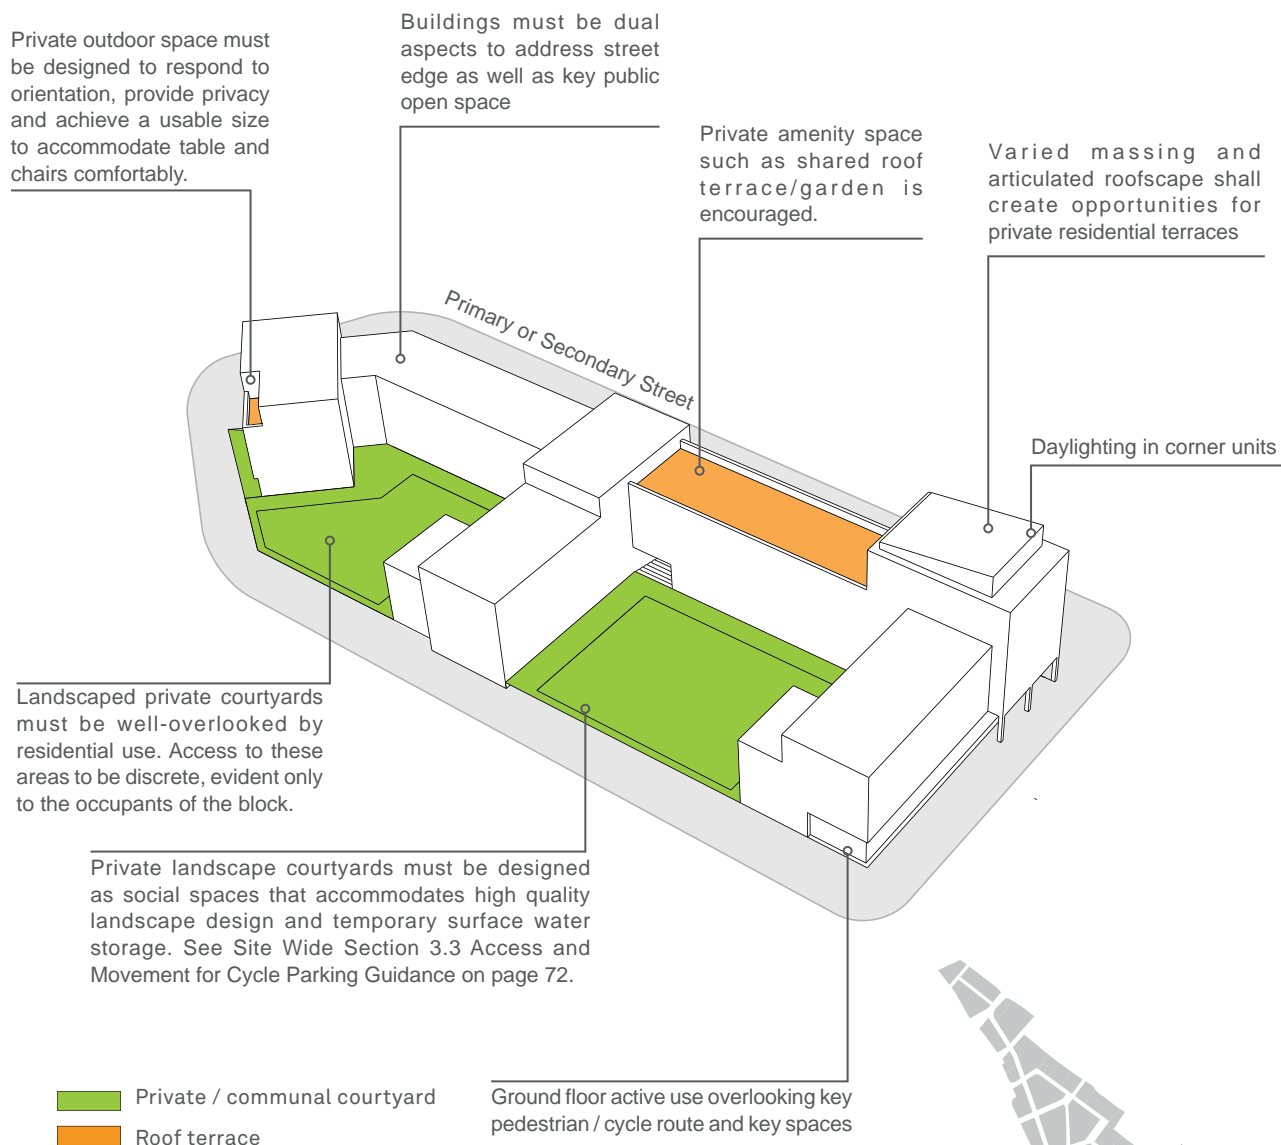 Private outdoor space must
be designed to respond to
orientation, provide privacy
and achieve a usable size
to accommodate table and
chairs comfortably.
Buildings must be dual
aspects to address street
edge as well as key public
open space
Private amenity space
such as shared roof
terrace/garden is
encouraged.
Varied massing and
articulated roofscape shall
create opportunities for
private residential terraces
Primary or Secondary Street
Daylighting in corner units
Landscaped private courtyards
must be well-overlooked by
residential use. Access to these
areas to be discrete, evident only
to the occupants of the block.
Private landscape courtyards must be designed
as social spaces that accommodates high quality
landscape design and temporary surface water
storage. See Site Wide Section 3.3 Access and
Movement for Cycle Parking Guidance on page 72.
Ground floor active use overlooking key
pedestrian / cycle route and key spaces
Private / communal courtyard
Roof terrace